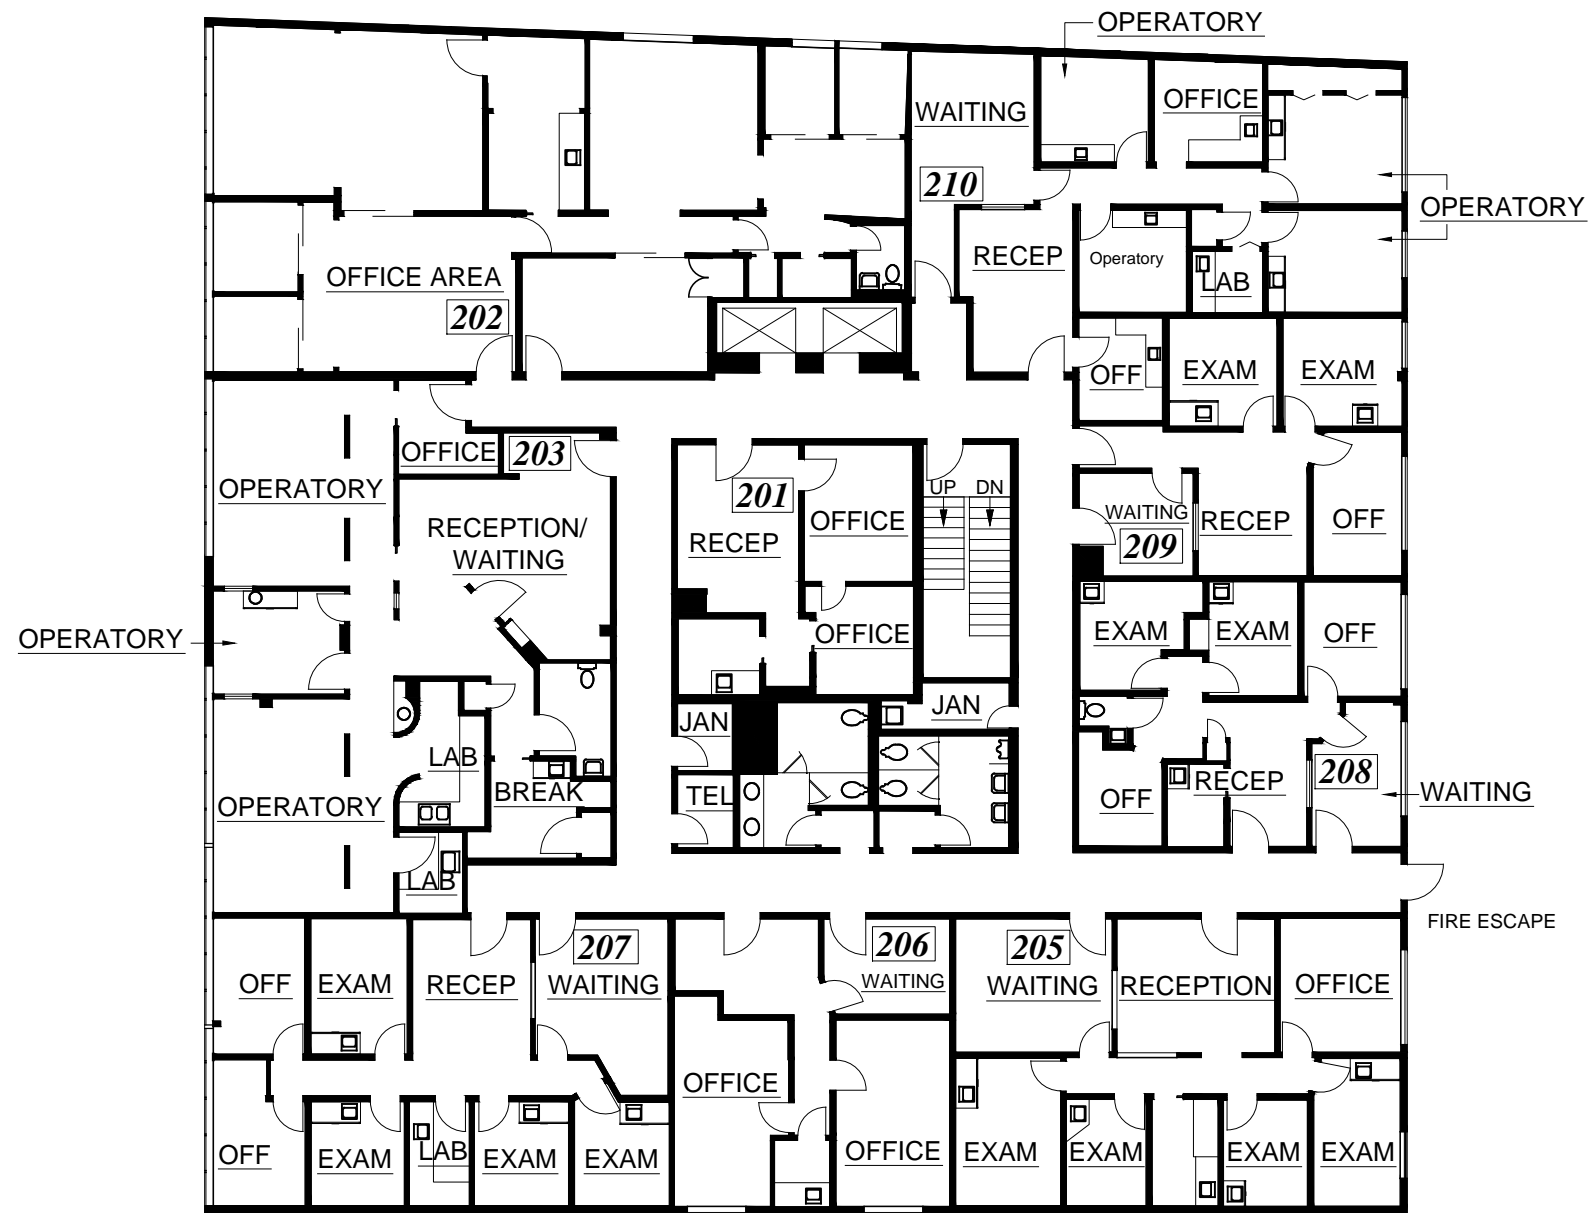 OPERATORY
WAITING
OFFICE
210
OPERATORY
RECEP
Operatory
LAB
OFFICE AREA
202
OFF
EXAM
EXAM
OFFICE
203
OPERATORY
RECEPTION/
WAITING
201
RECEP
OFFICE
UP
DN
WAITING
209
RECEP
OFF
OPERATORY
OFFICE
EXAM
EXAM
OFF
JAN
JAN
LAB
BREAK
TEL
OPERATORY
OFF
RECEP
208
WAITING
LAB
FIRE ESCAPE
207
206
205
OFF
EXAM
RECEP
WAITING
WAITING
WAITING
RECEPTION
OFFICE
OFFICE
OFF
EXAM
LAB
EXAM
EXAM
OFFICE
EXAM
EXAM
EXAM
EXAM